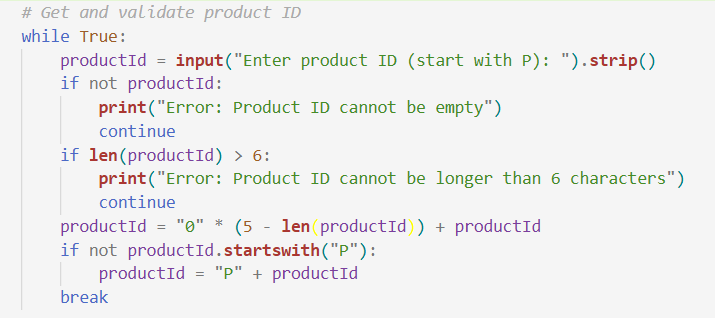 # Get and validate product ID
while True:
    productId = input("Enter product ID (start with P): ").strip()
    if not productId:
        print("Error: Product ID cannot be empty")
        continue
    if len(productId) > 6:
        print("Error: Product ID cannot be longer than 6 characters")
        continue
    productId = "0" * (5 - len(productId)) + productId
    if not productId.startswith("P"):
        productId = "P" + productId
    break